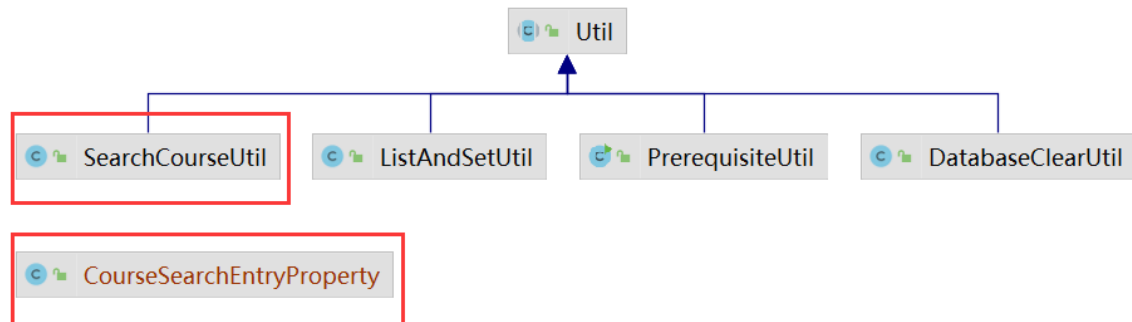 Util
SearchCourseUtil
ListAndSetUtil
PrerequisiteUtil
DatabaseClearUtil
CourseSearchEntryProperty